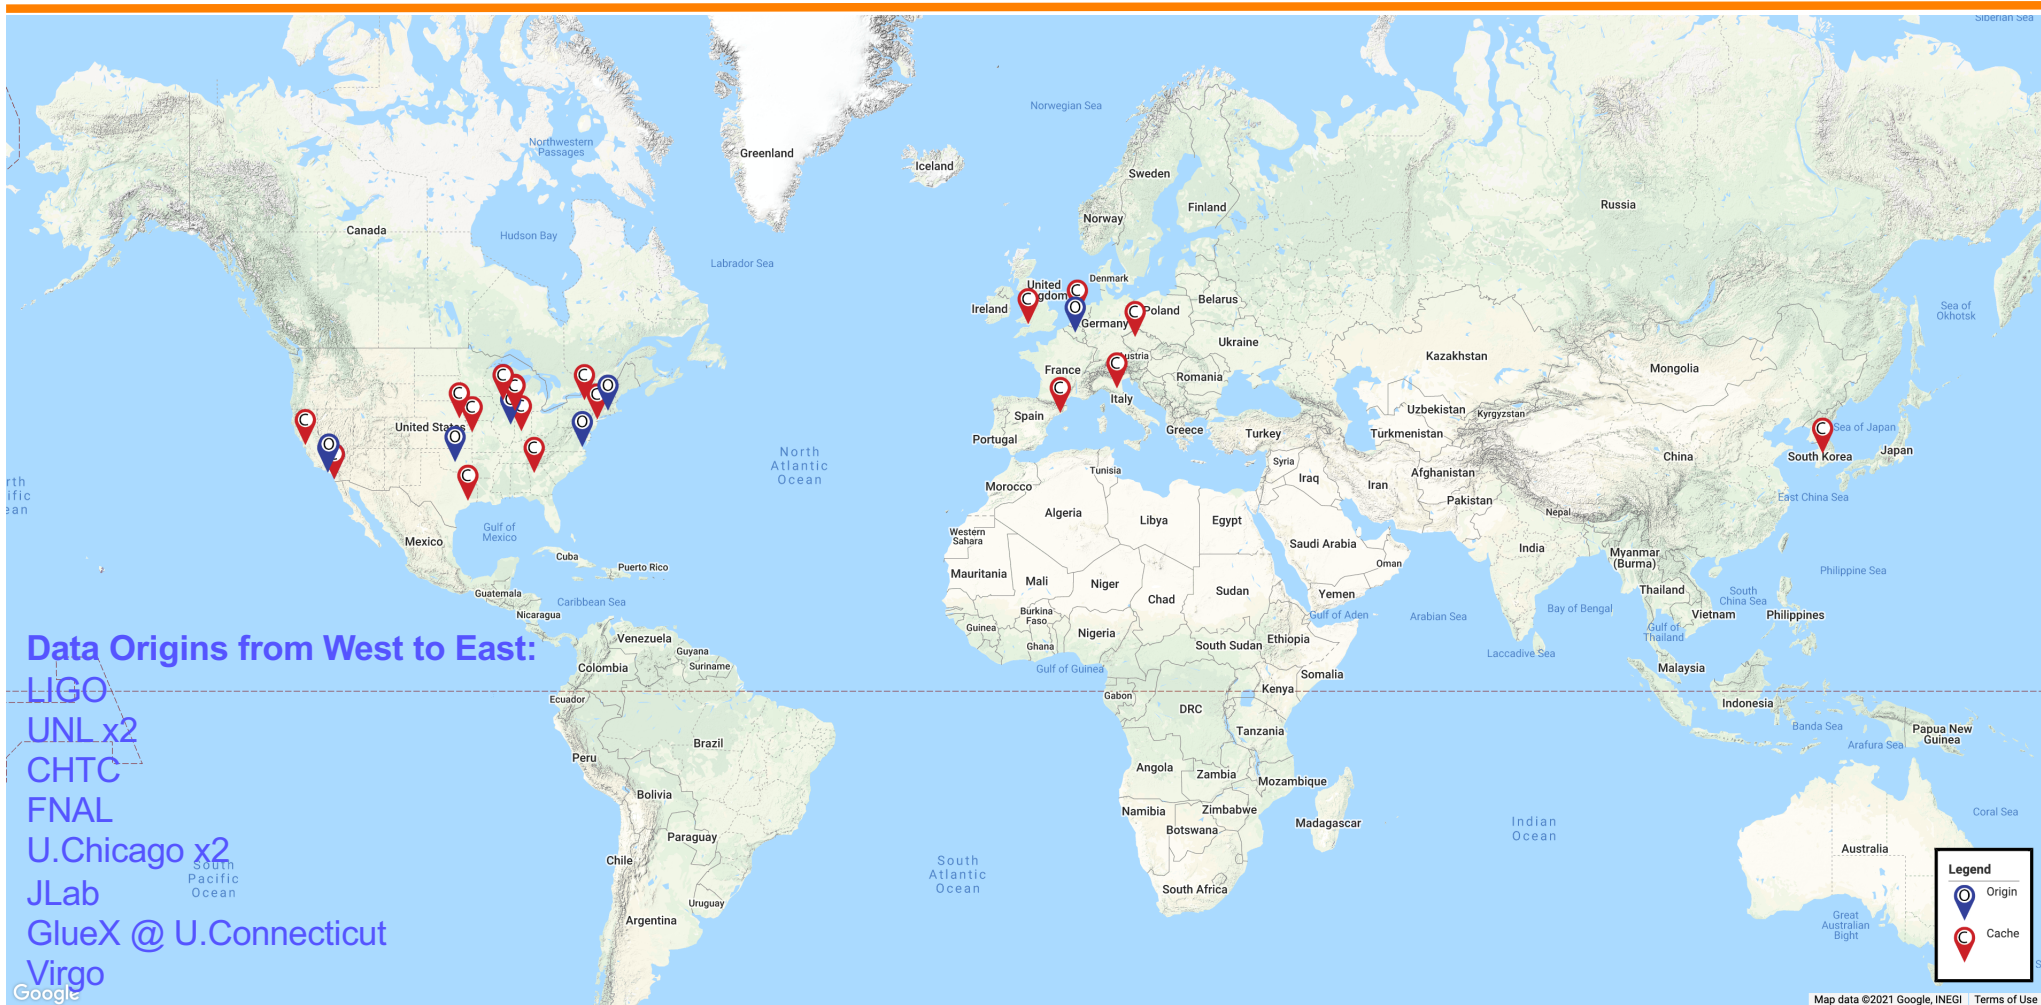 Siberian Sea
Norwegian Sea
Northwestern
Passages
Greenland
Iceland
Sweden
Finland
Russia
Norway
Canada
Hudson Bay
Labrador Sea
Denmark
United
Kingdom
Ireland
Poland
Belarus
Germany
Sea of
Okhotsk
Ukraine
Austria
Kazakhstan
Mongolia
France
Romania
Italy
Spain
Uzbekistan
Kyrgyzstan
United States
Portugal
Greece
Turkey
Turkmenistan
Sea of Japan
South Korea
Japan
North
Atlantic
Ocean
Tunisia
Syria
Iraq
Iran
Afghanistan
China
Pakistan
East China Sea
rth
ific
ean
Morocco
Algeria
Libya
Egypt
Nepal
Gulf of
Mexico
Mexico
Western
Sahara
Saudi Arabia
India
Myanmar
(Burma)
Cuba
Puerto Rico
Oman
Philippine Sea
Mauritania
Mali
Niger
Chad
Sudan
Yemen
Thailand
South
China Sea
Guatemala
Caribbean Sea
Nicaragua
Burkina
Faso
Gulf of Aden
Arabian Sea
Bay of Bengal
Vietnam
Philippines
Guinea
Nigeria
Ghana
South Sudan
Ethiopia
Gulf of
Thailand
Laccadive Sea
Venezuela
Guyana
Suriname
Colombia
Gulf of Guinea
Somalia
Malaysia
Ecuador
Gabon
Kenya
DRC
Indonesia
Tanzania
Banda Sea
Papua New
Guinea
Arafura Sea
Brazil
Peru
Angola
Zambia
Mozambique
Bolivia
Namibia
Zimbabwe
Botswana
Madagascar
Indian
Ocean
Coral Sea
Paraguay
Chile
South
Atlantic
Ocean
Australia
South
Pacific
Ocean
South Africa
Uruguay
Argentina
Great
Australian
Bight
Data Origins from West to East:
LIGO
UNL x2
CHTC
FNAL
U.Chicago x2
JLab
GlueX @ U.Connecticut
Virgo
Google
Legend
O Origin
C Cache
Map data ©2021 Google, INEGI
Terms of Use
C
C
C
C
C
O
C
C
C
O
C
O
O
C
O
C
C
C
C
O
C
C
C
C